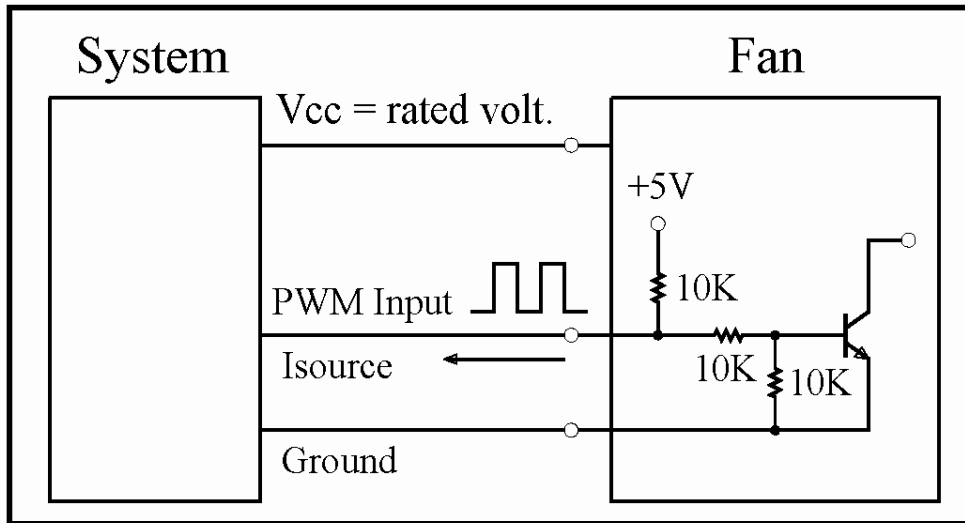 System
Fan
Vcc = rated volt.
+5V
10K
PWM Input
Isource
10K
10K
Ground